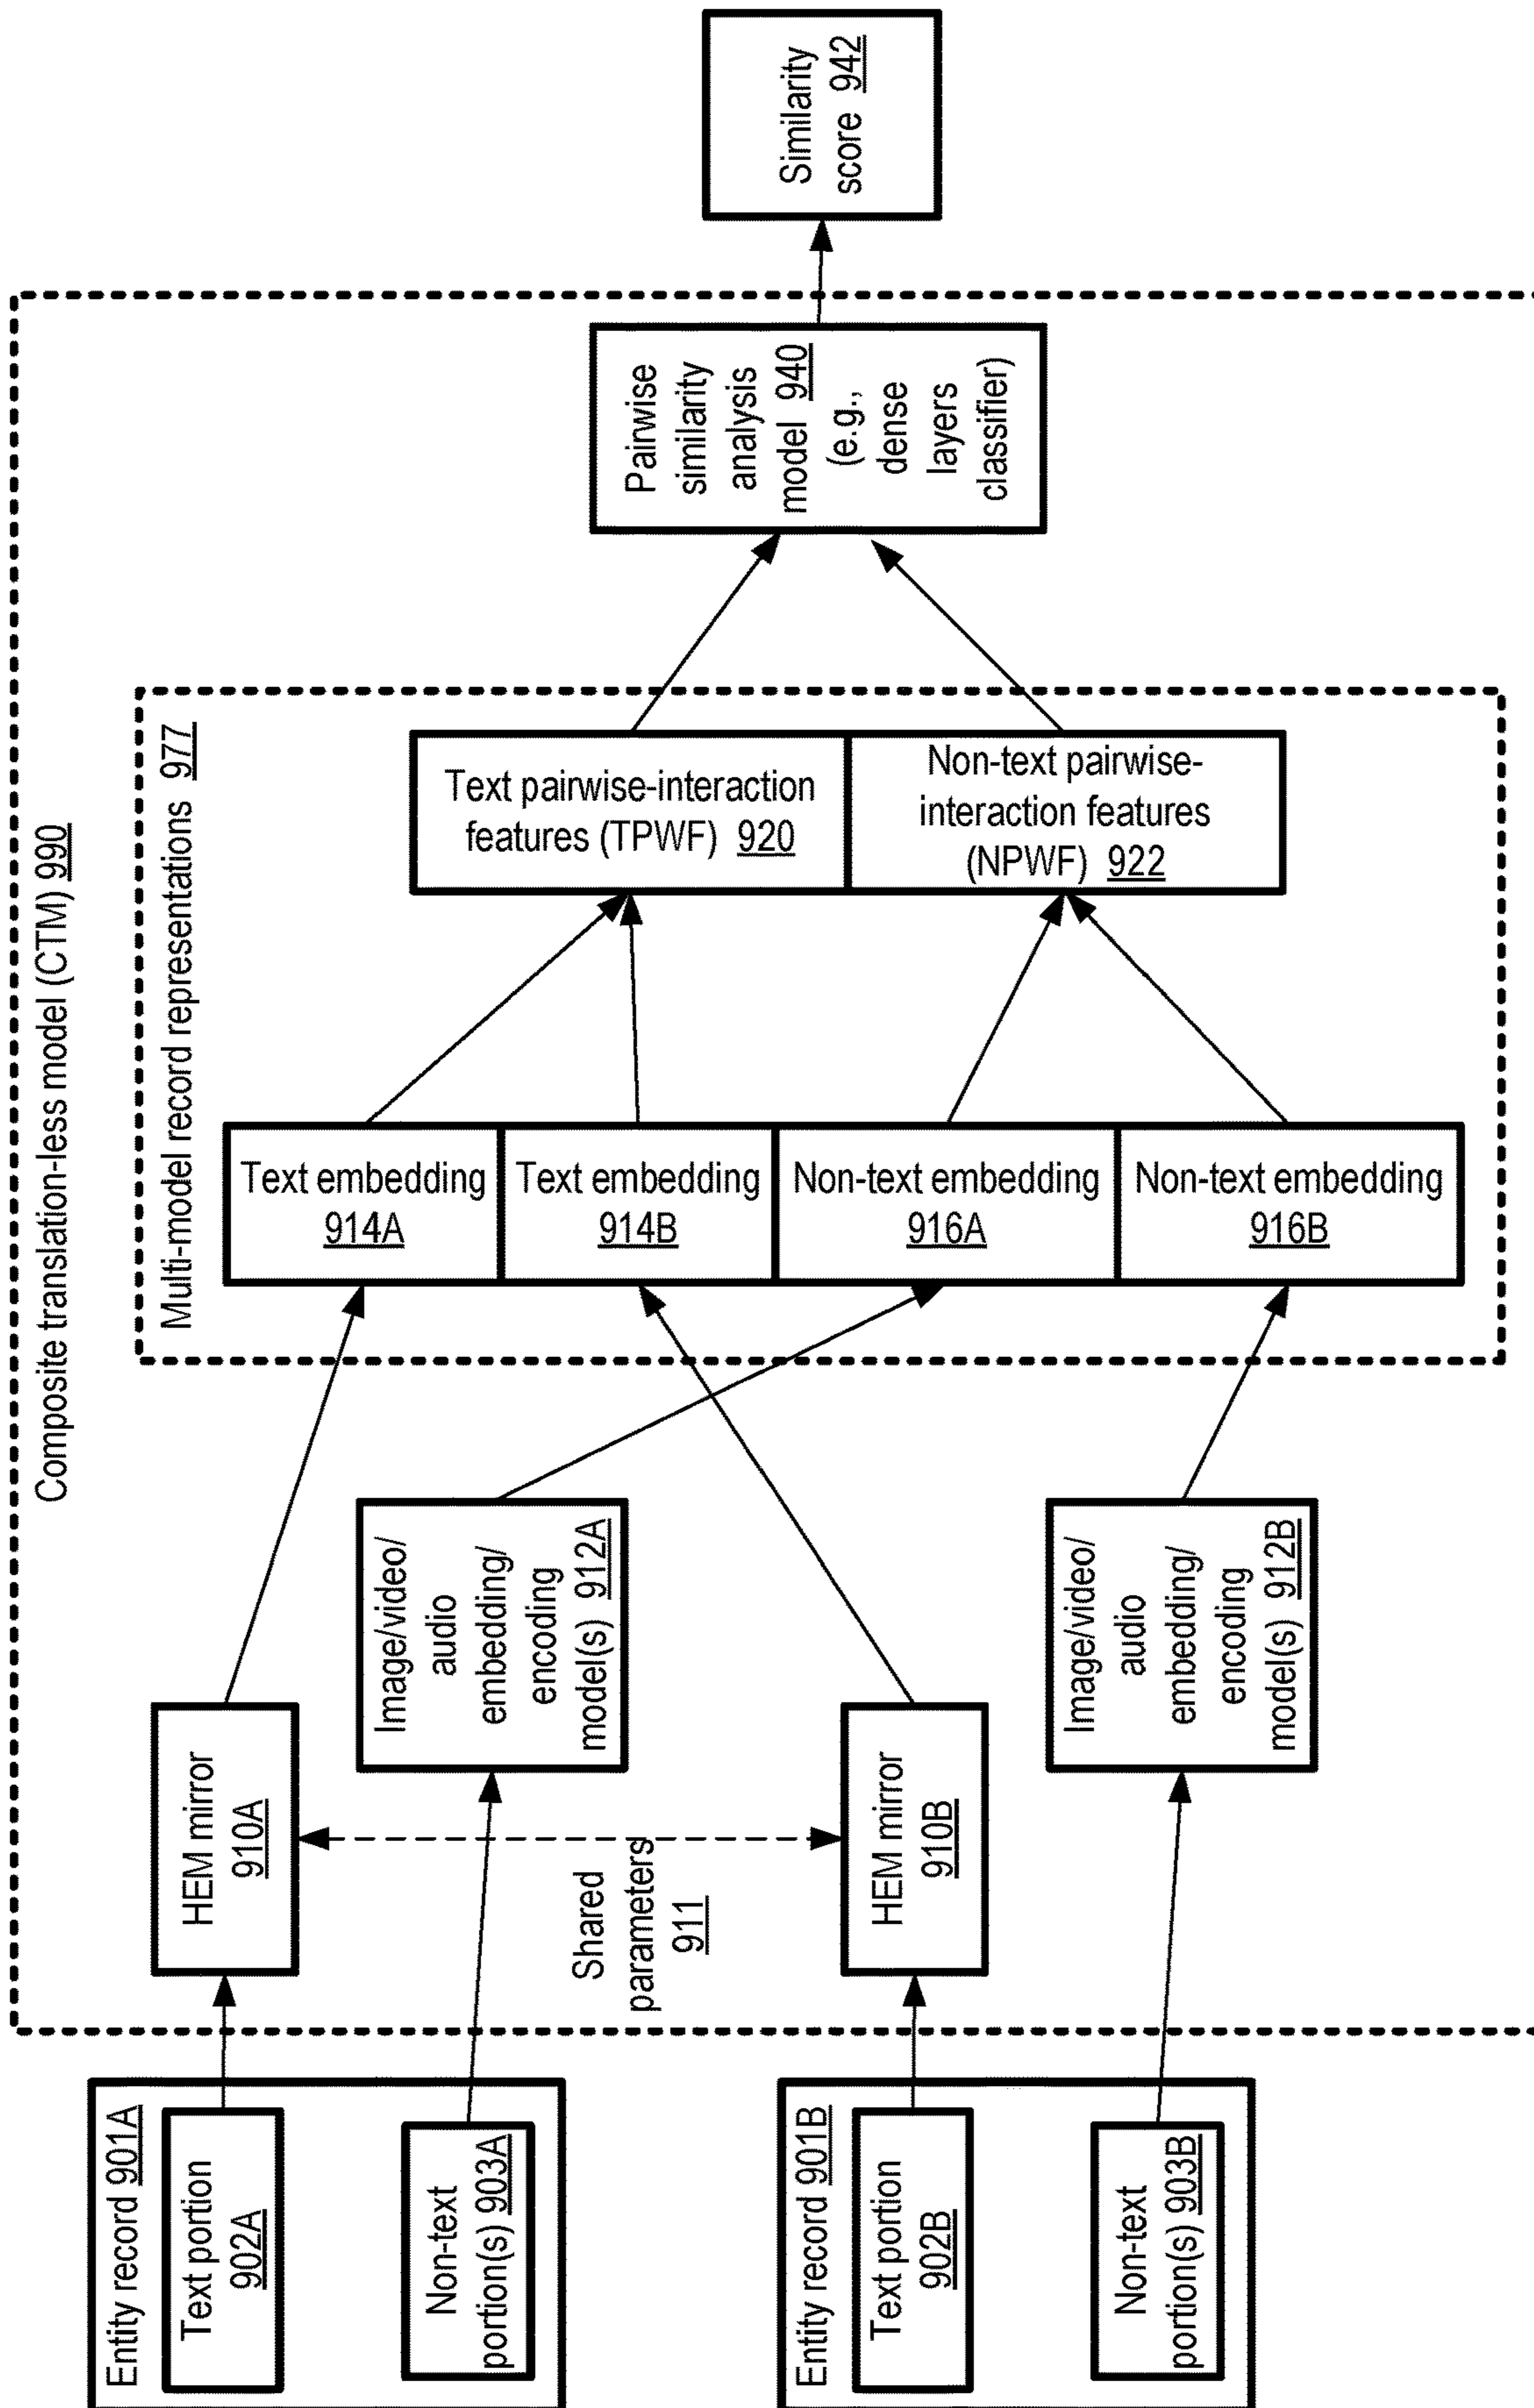 Composite translation-less model (CTM) 990
Entity record 901A
Text portion
902A
Non-text
portion(s) 903A
Entity record 901B
Text portion
902B
Non-text
portion(s) 903B
HEM mirror
910A
Shared
parameters
911
HEM mirror
910B
Image/video/
audio
embedding/
encoding
model(s) 912A
Image/video/
audio
embedding/
encoding
model(s) 912B
Multi-model record representations 977
Text embedding
914A
Text embedding
914B
Non-text embedding
916A
Non-text embedding
916B
Text pairwise-interaction
features (TPWF) 920
Non-text pairwise-
interaction features
(NPWF) 922
Pairwise
similarity
analysis
model 940
(e.g.,
dense
layers
classifier)
Similarity
score 942